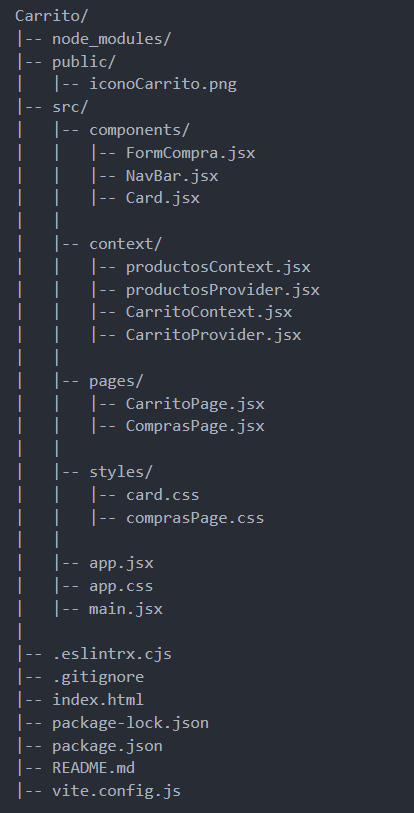 Carrito/
|-- node_modules/
|-- public/
|   |-- iconoCarrito.png
|-- src/
|   |-- components/
|   |   |-- FormCompra.jsx
|   |   |-- NavBar.jsx
|   |   |-- Card.jsx
|   |
|   |-- context/
|   |   |-- productosContext.jsx
|   |   |-- productosProvider.jsx
|   |   |-- CarritoContext.jsx
|   |   |-- CarritoProvider.jsx
|   |
|   |-- pages/
|   |   |-- CarritoPage.jsx
|   |   |-- ComprasPage.jsx
|   |
|   |-- styles/
|   |   |-- card.css
|   |   |-- comprasPage.css
|   |
|   |-- app.jsx
|   |-- app.css
|   |-- main.jsx
|
|-- .eslintrx.cjs
|-- .gitignore
|-- index.html
|-- package-lock.json
|-- package.json
|-- README.md
|-- vite.config.js